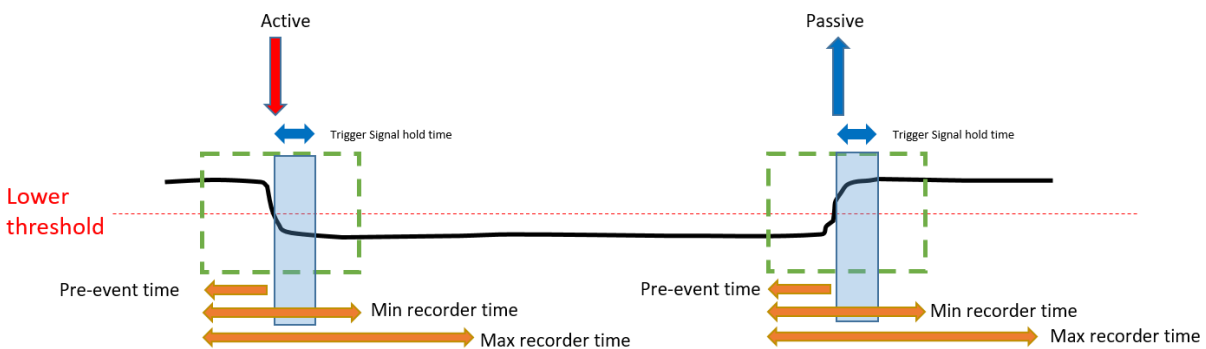 Active
Passive
Trigger Signal hold time
Trigger Signal hold time
Lower
threshold
Pre-event time
Pre-event time
Min recorder time
Min recorder time
Max recorder time
Max recorder time